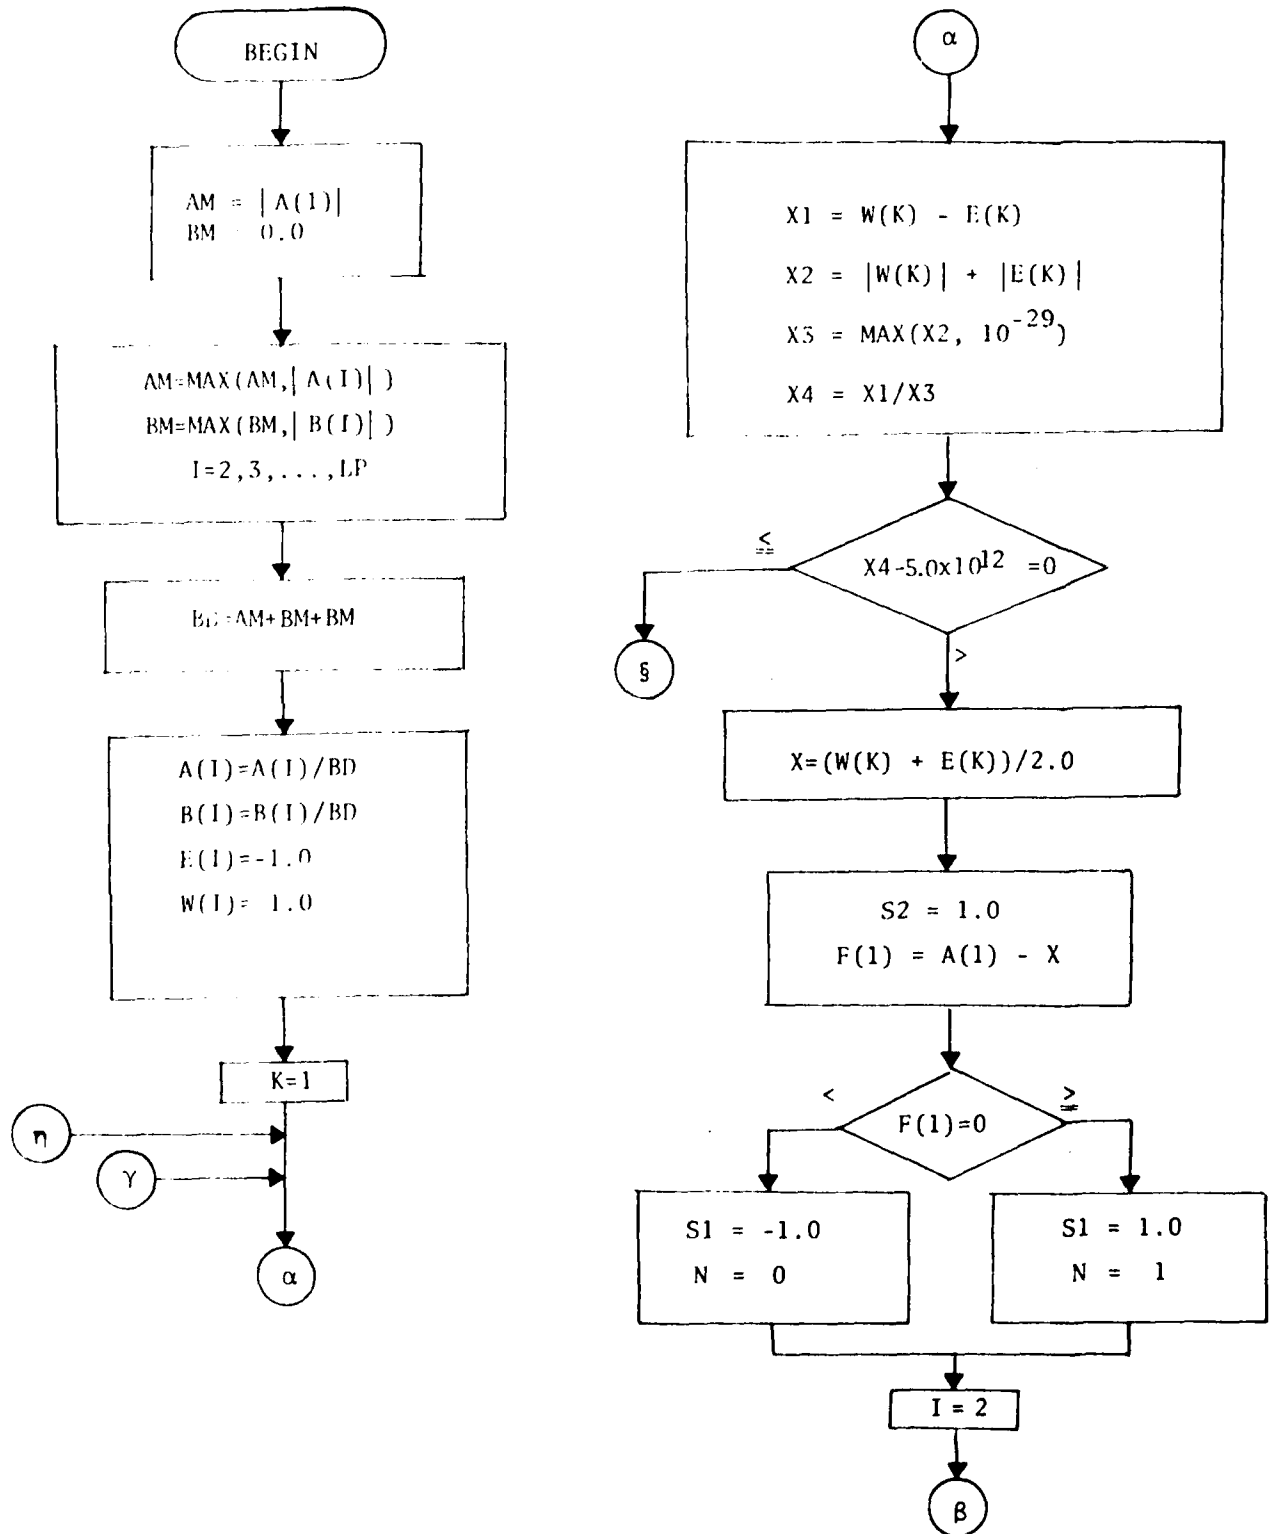 BEGIN
AM = |A(1)|
BM 0.0
AM=MAX(AM,|A(I)|)
BM=MAX(BM,|B(I)|)
I=2,3,...,LP
BD=AM+BM+BM
A(I)=A(I)/BD
B(I)=B(I)/BD
E(I)=-1.0
W(I)= 1.0
K=1
η
γ
α
α
X1 = W(K) - E(K)
X2 = |W(K)| + |E(K)|
X3 = MAX(X2, 10^-29)
X4 = X1/X3
≤
X4-5.0x10^12 =0
§
>
X=(W(K) + E(K))/2.0
S2 = 1.0
F(1) = A(1) - X
<
≥
F(1)=0
S1 = -1.0
N = 0
S1 = 1.0
N = 1
I = 2
β